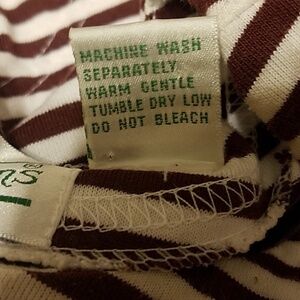 MACHINE WASH
SEPARATELY
WARM GENTLE
TUMBLE DRY LOW
DO NOT BLEACH